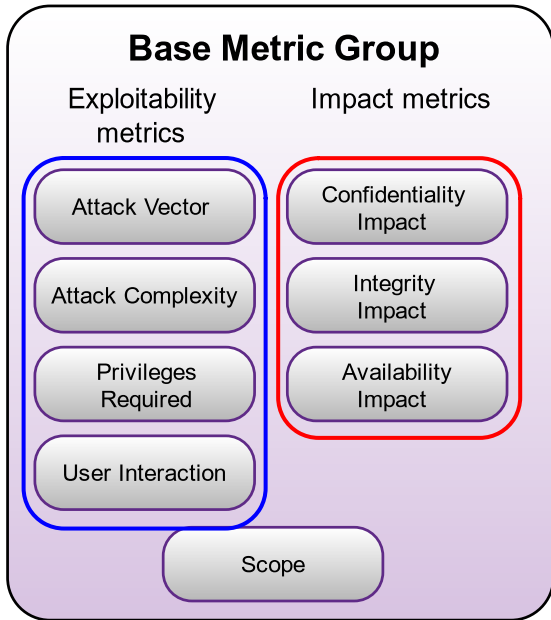 Base Metric Group
Exploitability
metrics
Impact metrics
Attack Vector
Attack Complexity
Privileges
Required
User Interaction
Confidentiality
Impact
Integrity
Impact
Availability
Impact
Scope